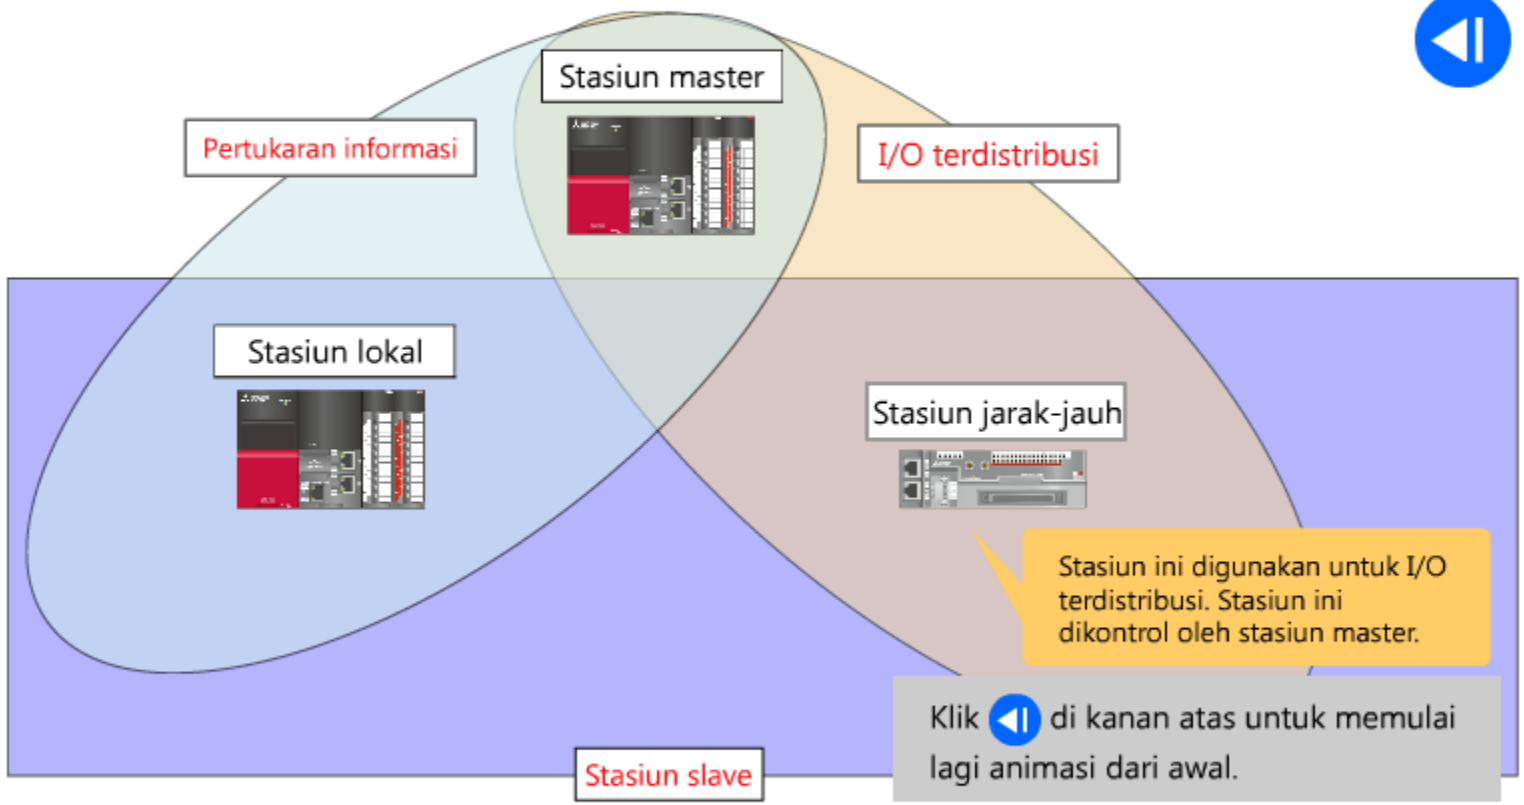 Stasiun master
Pertukaran informasi
I/O terdistribusi
Stasiun lokal
Stasiun jarak-jauh
Stasiun ini digunakan untuk I/O
terdistribusi. Stasiun ini
dikontrol oleh stasiun master.
Klik di kanan atas untuk memulai
lagi animasi dari awal.
Stasiun slave